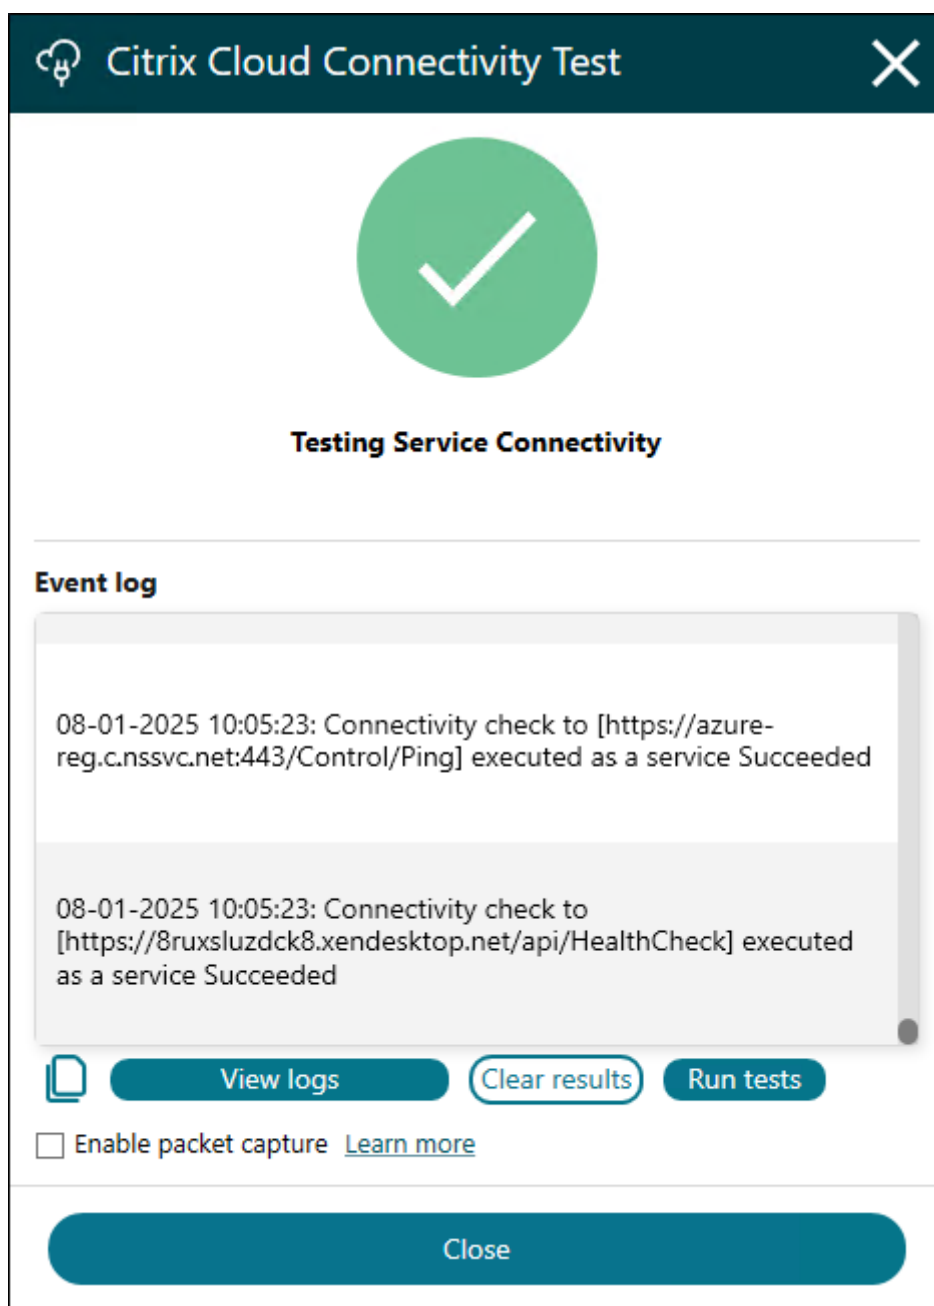 Citrix Cloud Connectivity Test
Testing Service Connectivity
Event log
08-01-2025 10:05:23: Connectivity check to [https://azure-
reg.c.nssvc.net:443/Control/Ping] executed as a service Succeeded
08-01-2025 10:05:23: Connectivity check to
[https://8ruxsluzdck8.xendesktop.net/api/HealthCheck] executed
as a service Succeeded
View logs
Clear results
Run tests
Enable packet capture Learn more
Close